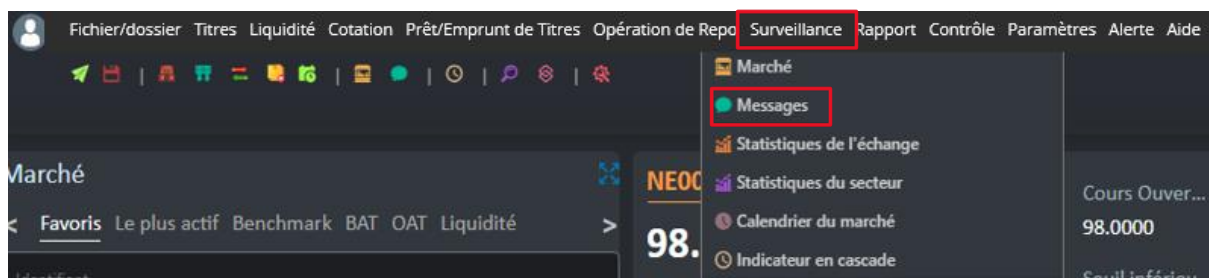 Fichier/dossier Titres Liquidité Cotation Prêt/Emprunt de Titres Opération de Repo Surveillance Rapport Contrôle Paramètres Alerte Aide
Marché
Messages
Statistiques de l'échange
Statistiques du secteur
Calendrier du marché
Indicateur en cascade
Marché
< Favoris Le plus actif Benchmark BAT OAT Liquidité >
NE00
98.
Cours Ouver...
98.0000